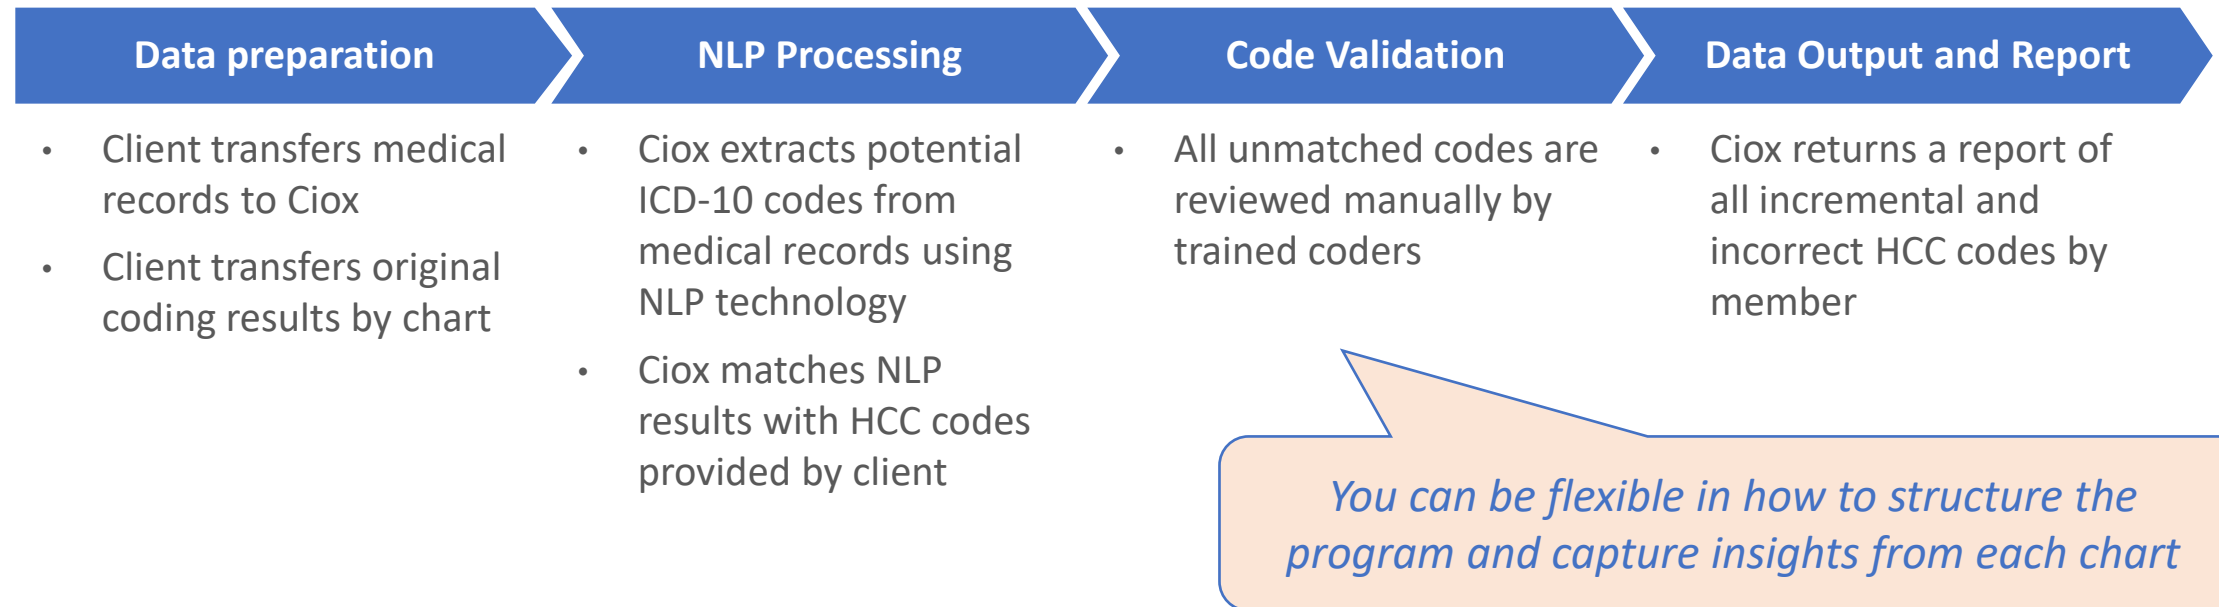 Data preparation
NLP Processing
Code Validation
Data Output and Report
• Client transfers medical
records to Ciox
• Client transfers original
coding results by chart
• Ciox extracts potential
ICD-10 codes from
medical records using
NLP technology
• Ciox matches NLP
results with HCC codes
provided by client
• All unmatched codes are
reviewed manually by
trained coders
• Ciox returns a report of
all incremental and
incorrect HCC codes by
member
You can be flexible in how to structure the
program and capture insights from each chart